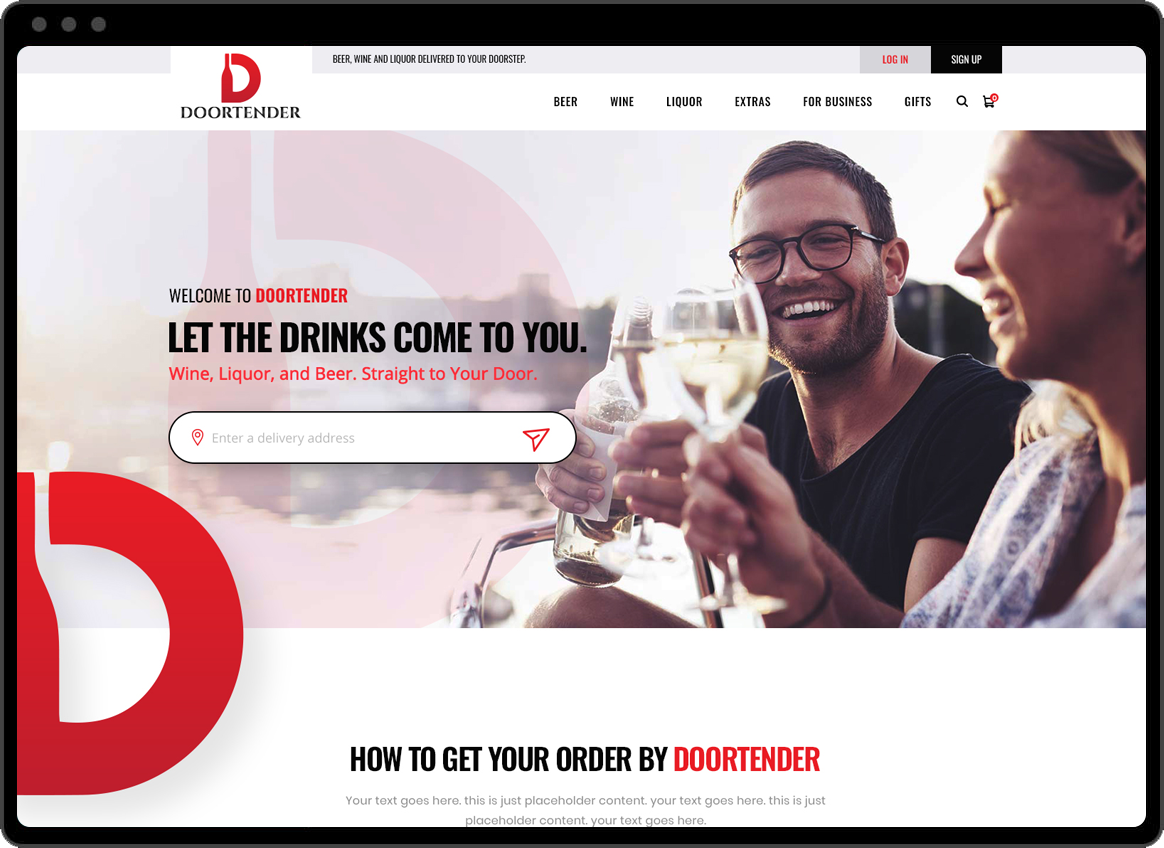 DOORTENDER
BEER, WINE AND LIQUOR DELIVERED TO YOUR DOORSTEP.
LOG IN
SIGN UP
BEER
WINE
LIQUOR
EXTRAS
FOR BUSINESS
GIFTS
0
WELCOME TO DOORTENDER
LET THE DRINKS COME TO YOU.
Wine, Liquor, and Beer. Straight to Your Door.
Enter a delivery address
HOW TO GET YOUR ORDER BY DOORTENDER
Your text goes here. this is just placeholder content. your text goes here. this is just
placeholder content. your text goes here.